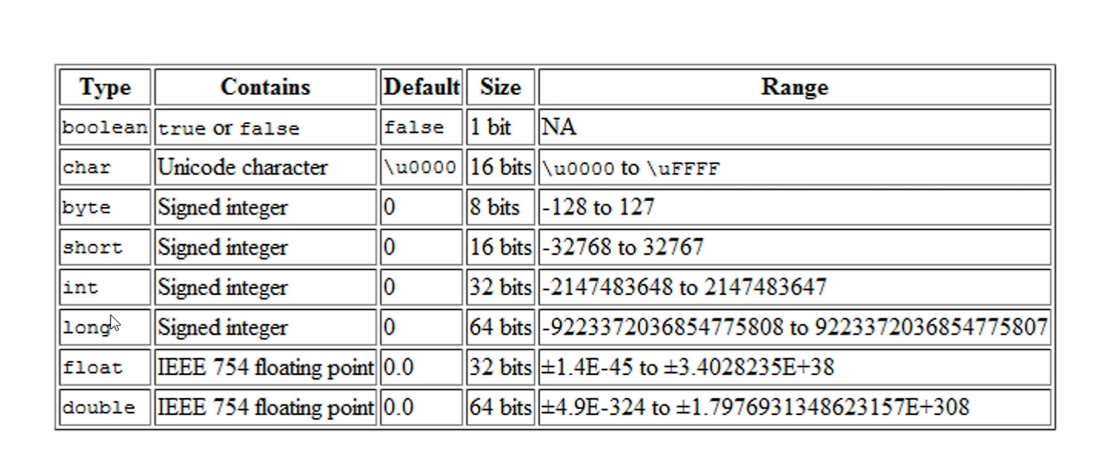 Type Contains Default Size Range
boolean true or false false 1 bit NA
char Unicode character \u0000 16 bits \u0000 to \uFFFF
byte Signed integer 0 8 bits -128 to 127
short Signed integer 0 16 bits -32768 to 32767
int Signed integer 0 32 bits -2147483648 to 2147483647
long Signed integer 0 64 bits -9223372036854775808 to 9223372036854775807
float IEEE 754 floating point 0.0 32 bits ±1.4E-45 to ±3.4028235E+38
double IEEE 754 floating point 0.0 64 bits ±4.9E-324 to ±1.7976931348623157E+308